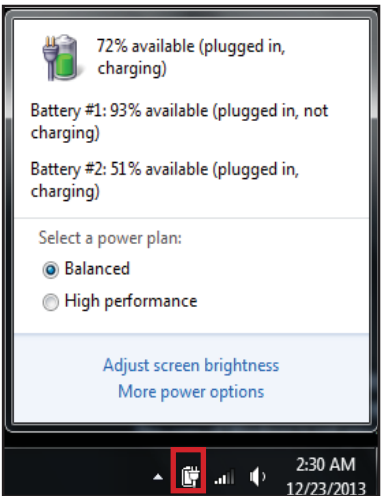 72% available (plugged in,
charging)
Battery #1: 93% available (plugged in, not
charging)
Battery #2: 51% available (plugged in,
charging)
Select a power plan:
Balanced
High performance
Adjust screen brightness
More power options
2:30 AM
12/23/2013